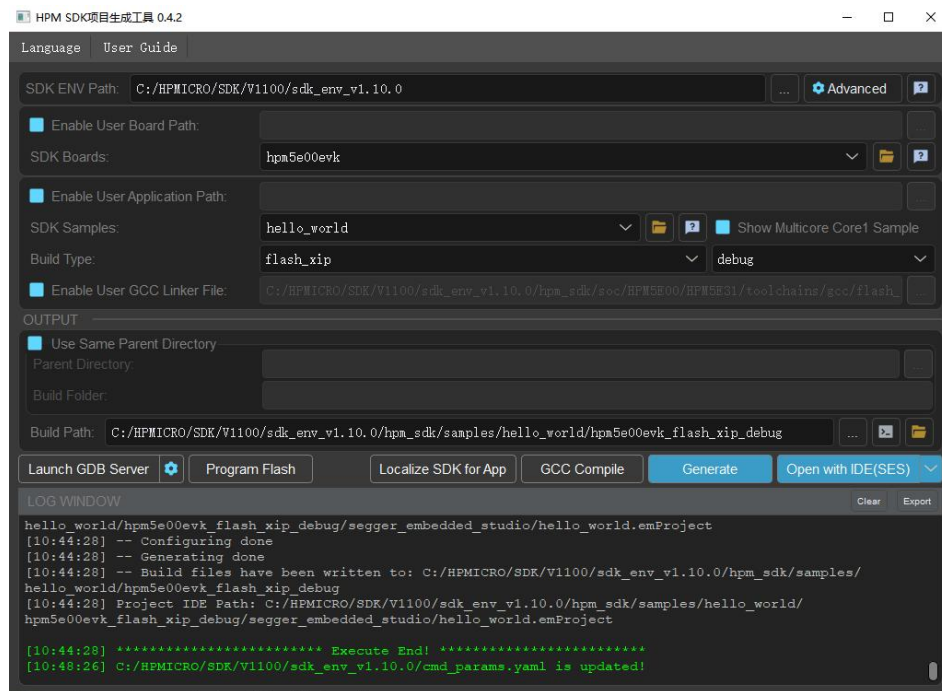 HPM SDK项目生成工具 0.4.2
Language User Guide
SDK ENV Path: C:/HPMICRO/SDK/V1100/sdk_env_v1.10.0 ... Advanced
Enable User Board Path: ...
SDK Boards: hpm5e00evk
Enable User Application Path: ...
SDK Samples: hello_world Show Multicore Core1 Sample
Build Type: flash_xip debug
Enable User GCC Linker File: C:/HPMICRO/SDK/V1100/sdk_env_v1.10.0/hpm_sdk/soc/HPM5E00/HPM5E31/toolchains/gcc/flash_ ...
OUTPUT
Use Same Parent Directory
Parent Directory: ...
Build Folder:
Build Path: C:/HPMICRO/SDK/V1100/sdk_env_v1.10.0/hpm_sdk/samples/hello_world/hpm5e00evk_flash_xip_debug ...
Launch GDB Server Program Flash Localize SDK for App GCC Compile Generate Open with IDE(SES)
LOG WINDOW Clear Export
hello_world/hpm5e00evk_flash_xip_debug/segger_embedded_studio/hello_world.emProject
[10:44:28] -- Configuring done
[10:44:28] -- Generating done
[10:44:28] -- Build files have been written to: C:/HPMICRO/SDK/V1100/sdk_env_v1.10.0/hpm_sdk/samples/
hello_world/hpm5e00evk_flash_xip_debug
[10:44:28] Project IDE Path: C:/HPMICRO/SDK/V1100/sdk_env_v1.10.0/hpm_sdk/samples/hello_world/
hpm5e00evk_flash_xip_debug/segger_embedded_studio/hello_world.emProject
[10:44:28] ************************* Execute End! *************************
[10:48:26] C:/HPMICRO/SDK/V1100/sdk_env_v1.10.0/cmd_params.yaml is updated!